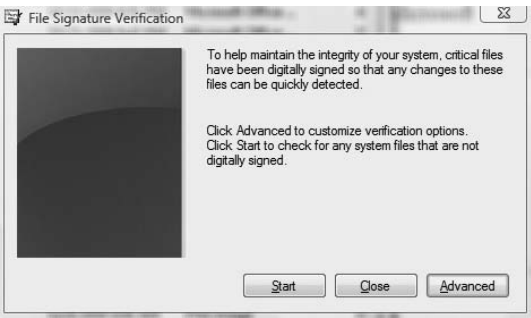 File Signature Verification
To help maintain the integrity of your system, critical files
have been digitally signed so that any changes to these
files can be quickly detected.
Click Advanced to customize verification options.
Click Start to check for any system files that are not
digitally signed.
Start
Close
Advanced